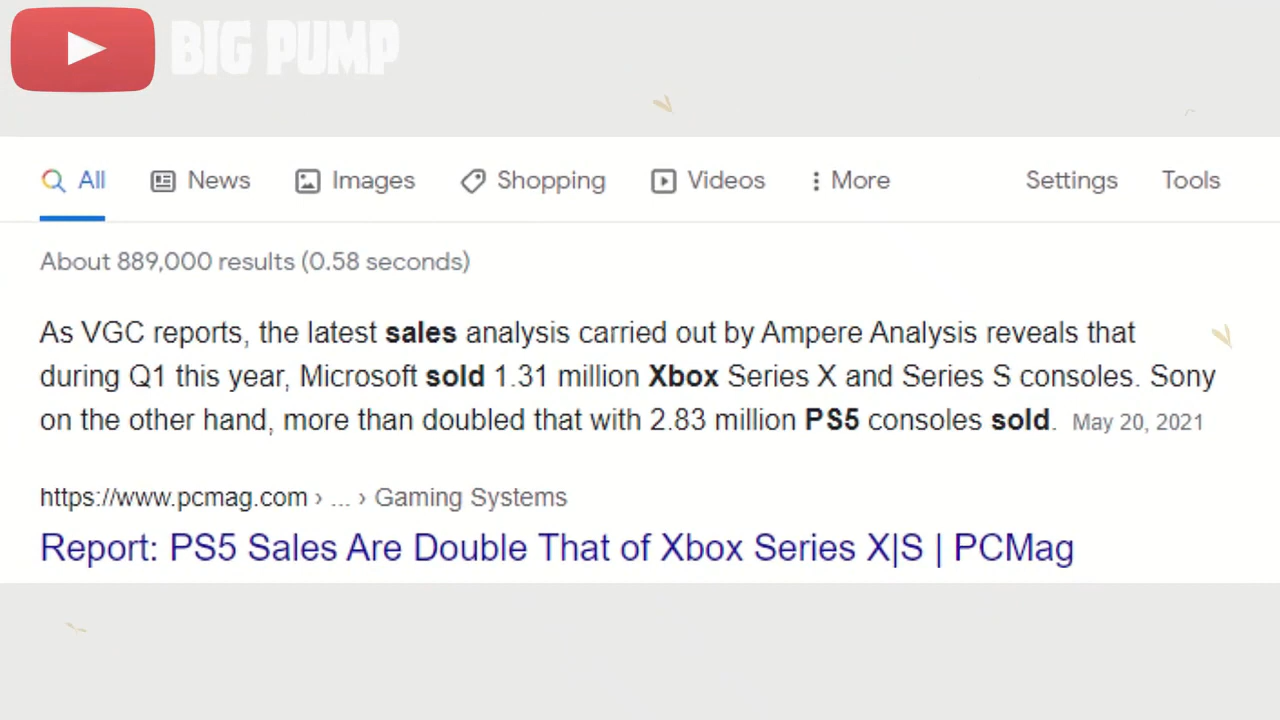 BIG PUMP
All News Images Shopping Videos More Settings Tools
About 889,000 results (0.58 seconds)
As VGC reports, the latest sales analysis carried out by Ampere Analysis reveals that
during Q1 this year, Microsoft sold 1.31 million Xbox Series X and Series S consoles. Sony
on the other hand, more than doubled that with 2.83 million PS5 consoles sold. May 20, 2021
https://www.pcmag.com › ... › Gaming Systems
Report: PS5 Sales Are Double That of Xbox Series X|S | PCMag